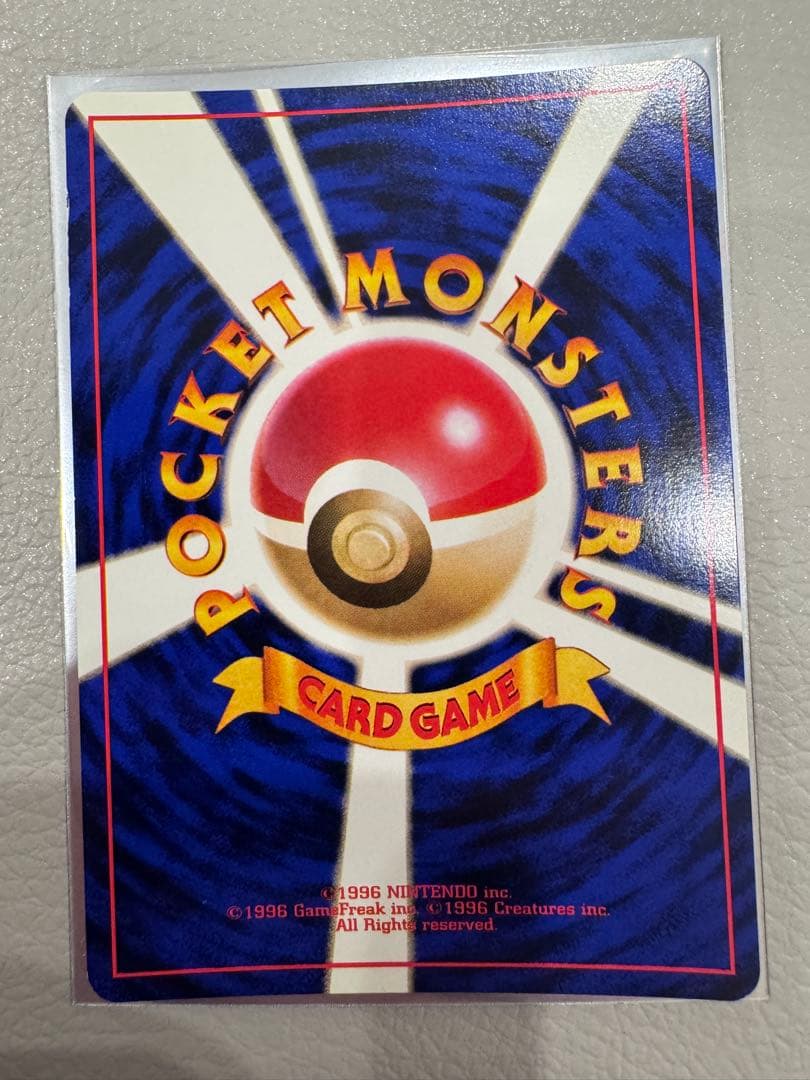 POCKET MONSTERS
CARD GAME
©1996 NINTENDO inc.
©1996 GameFreak inc. ©1996 Creatures inc.
All Rights reserved.